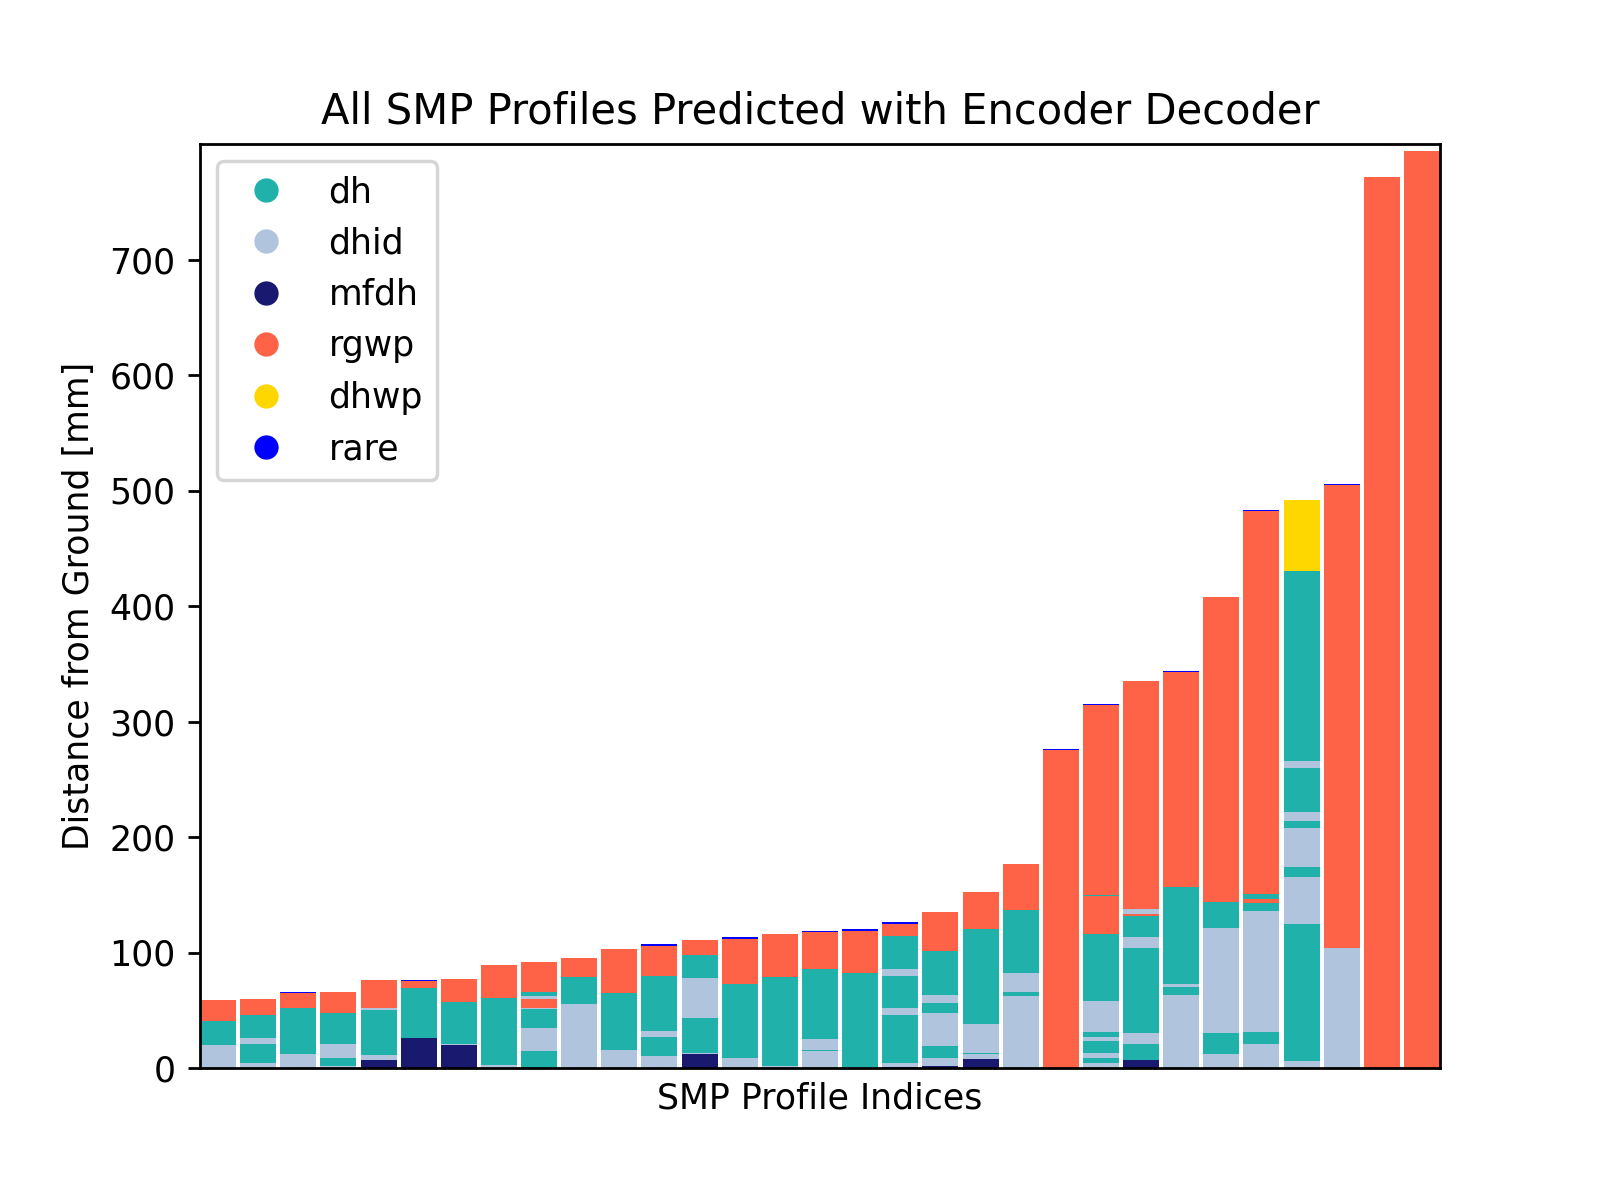 All SMP Profiles Predicted with Encoder Decoder
dh
dhid
mfdh
rgwp
dhwp
rare
700
600
500
400
300
200
100
0
Distance from Ground [mm]
SMP Profile Indices